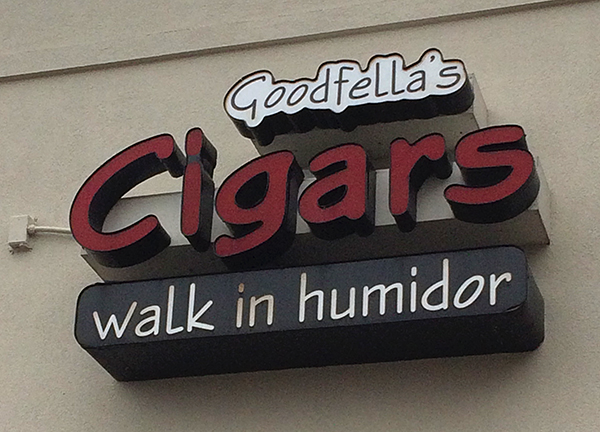 Goodfella's
Cigars
walk in humidor